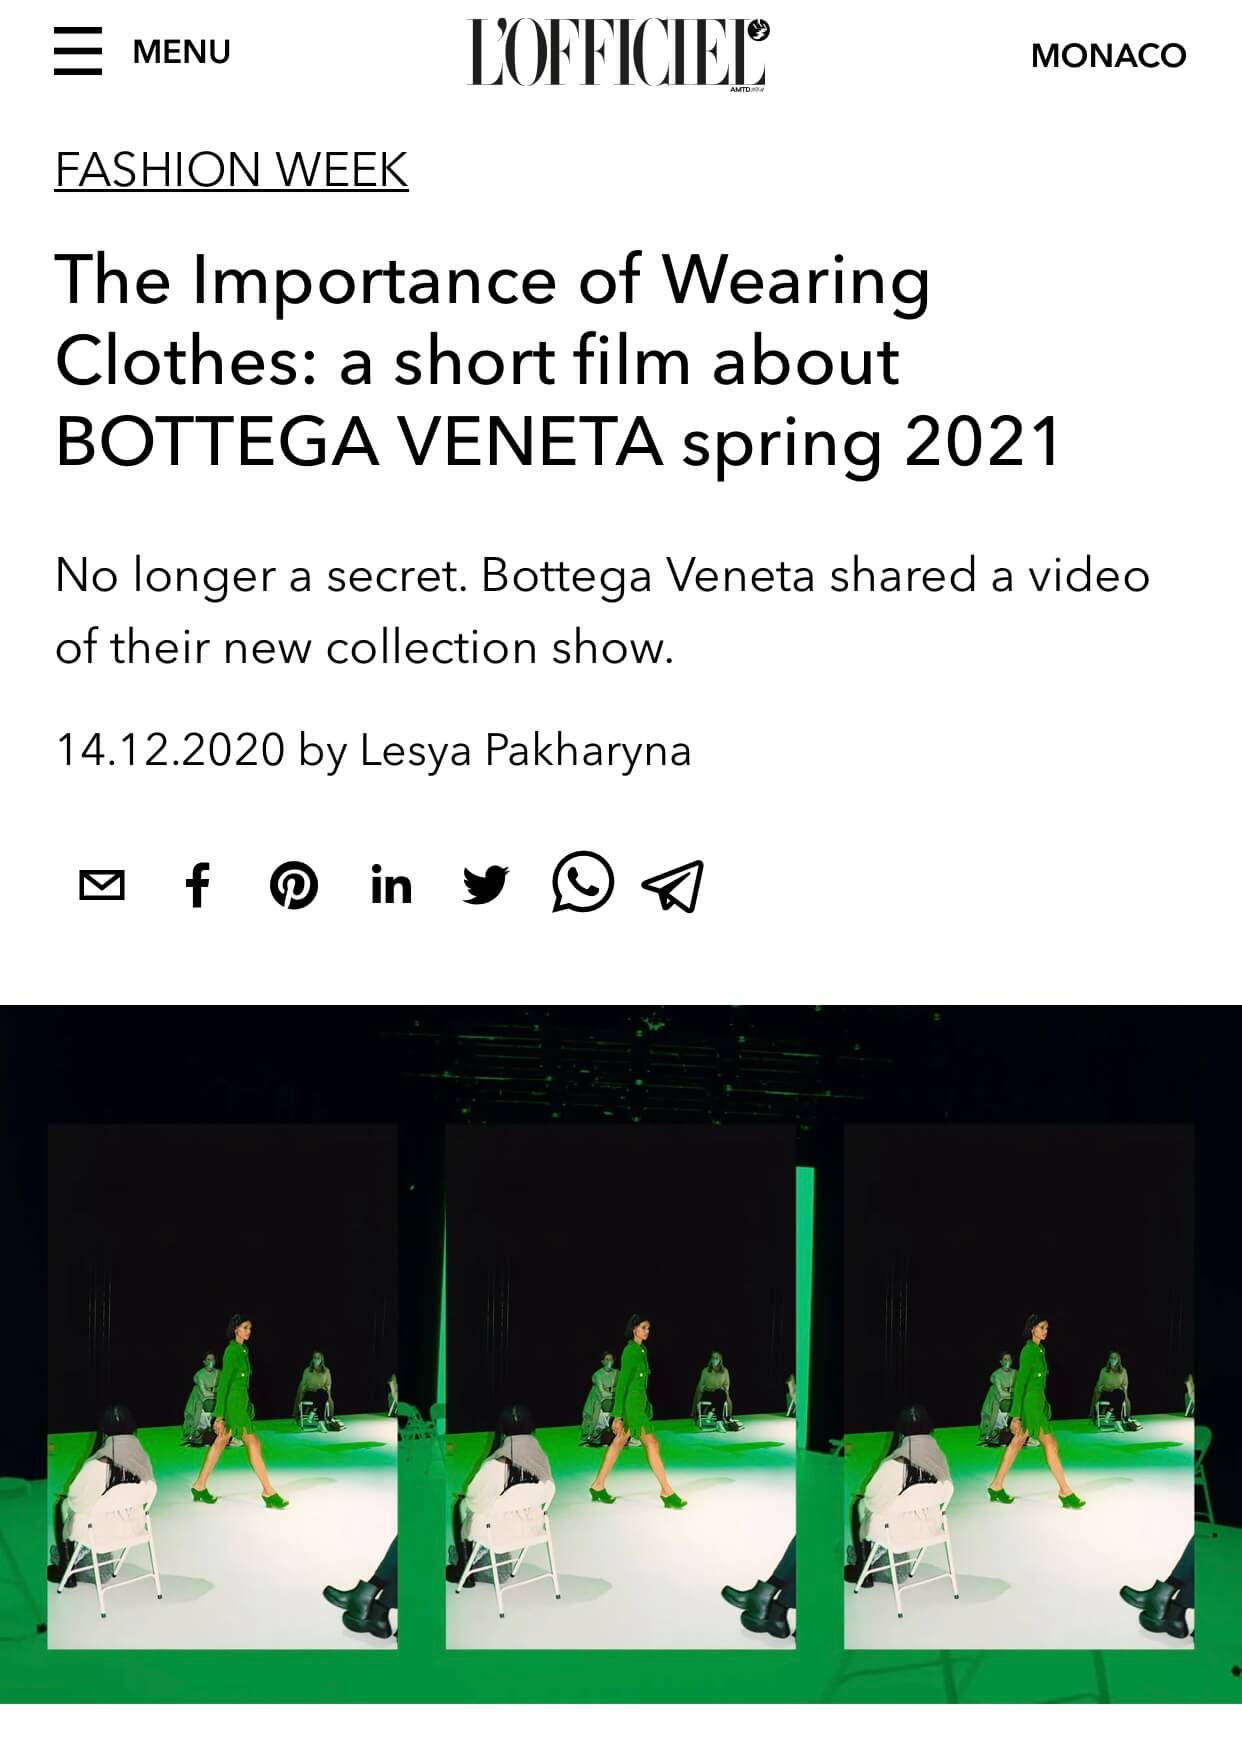 MENU
L'OFFICIEL
AMTD
MONACO
FASHION WEEK
The Importance of Wearing
Clothes: a short film about
BOTTEGA VENETA spring 2021
No longer a secret. Bottega Veneta shared a video
of their new collection show.
14.12.2020 by Lesya Pakharyna